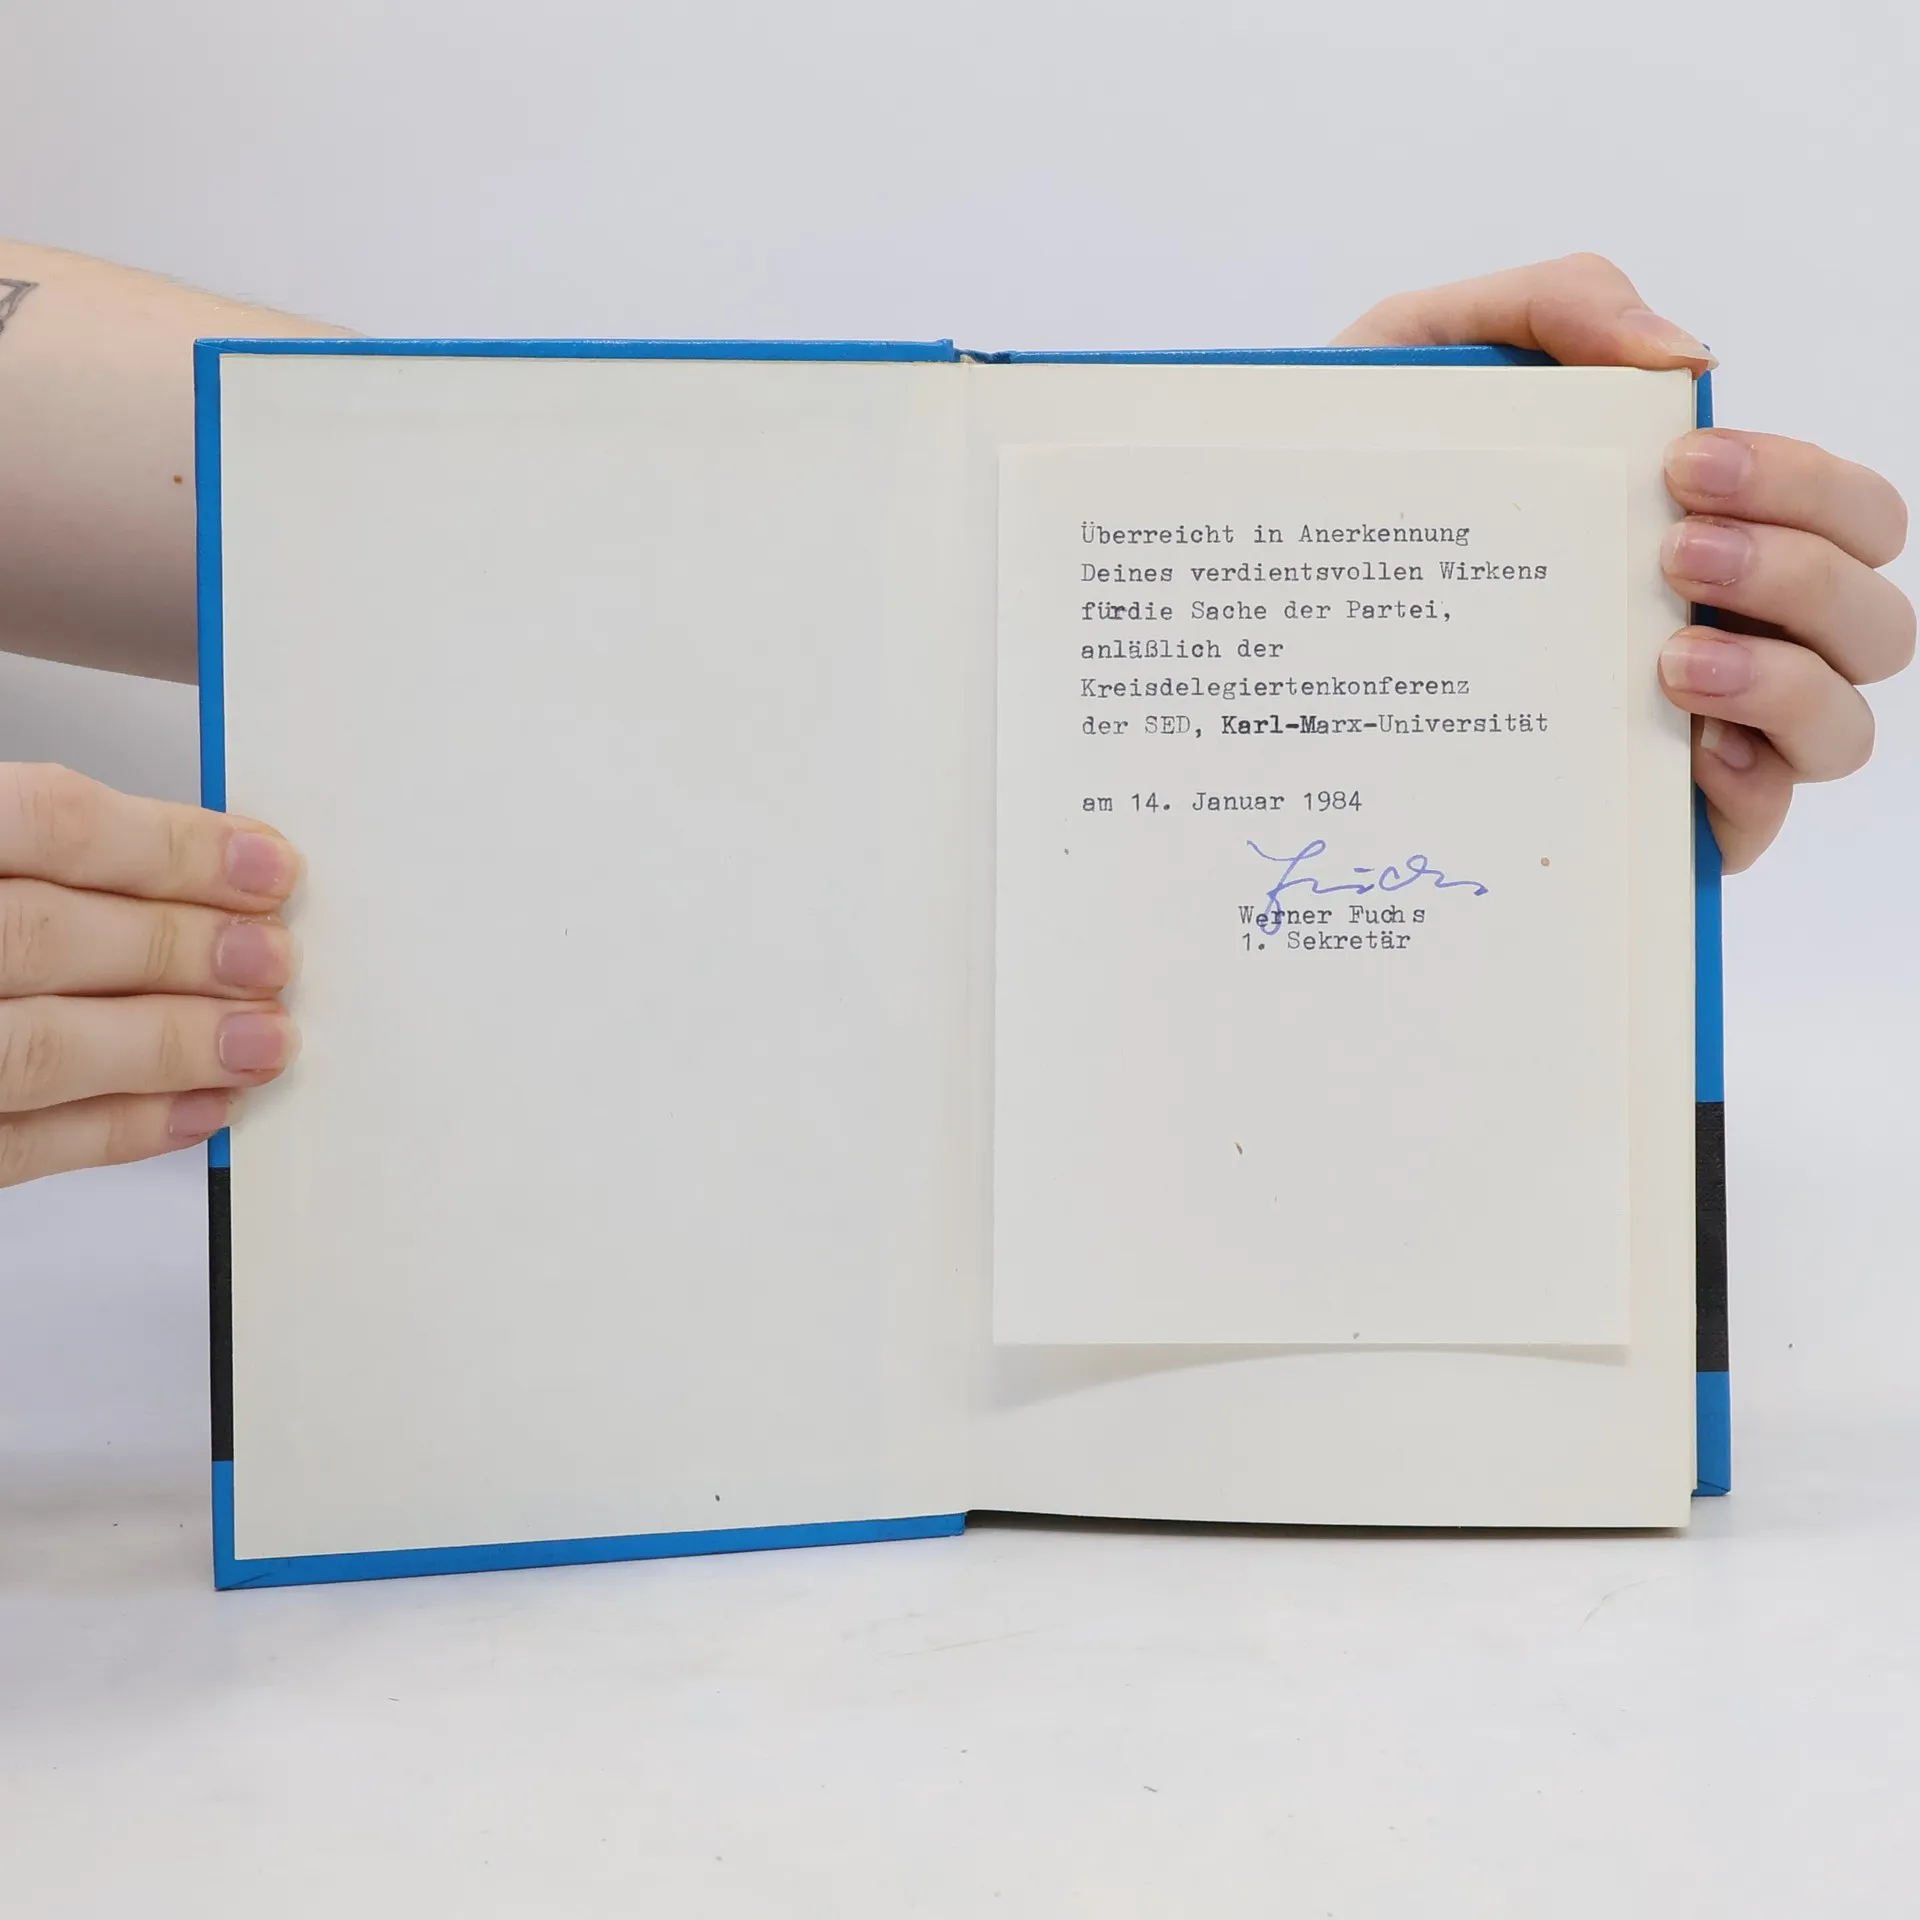 Überreicht in Anerkennung
Deines verdientsvollen Wirkens
fürdie Sache der Partei,
anläßlich der
Kreisdelegiertenkonferenz
der SED, Karl-Marx-Universität
am 14. Januar 1984
Fuchs
Werner Fuchs
1. Sekretär